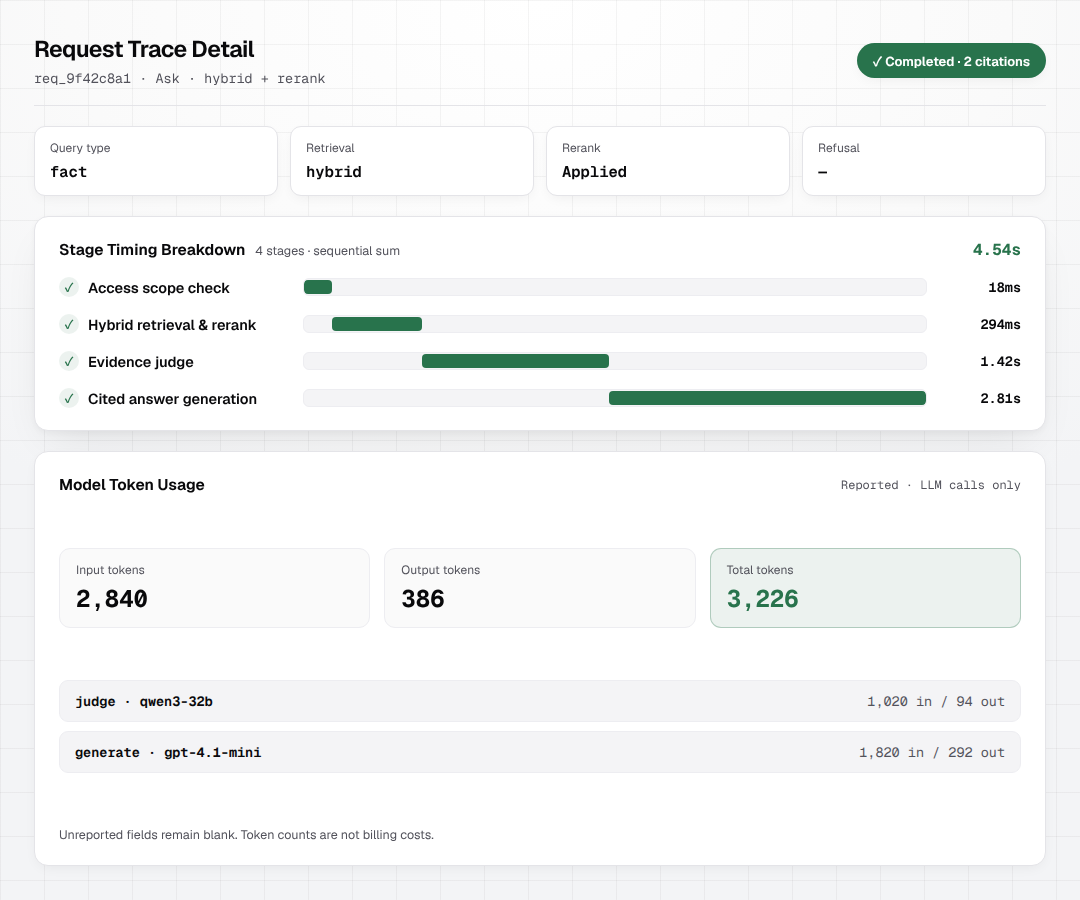 Request Trace Detail
req_9f42c8a1 · Ask · hybrid + rerank
✓ Completed · 2 citations
Query type
fact
Retrieval
hybrid
Rerank
Applied
Refusal
—
Stage Timing Breakdown 4 stages · sequential sum 4.54s
✓ Access scope check 18ms
✓ Hybrid retrieval & rerank 294ms
✓ Evidence judge 1.42s
✓ Cited answer generation 2.81s
Model Token Usage Reported · LLM calls only
Input tokens
2,840
Output tokens
386
Total tokens
3,226
judge · qwen3-32b 1,020 in / 94 out
generate · gpt-4.1-mini 1,820 in / 292 out
Unreported fields remain blank. Token counts are not billing costs.